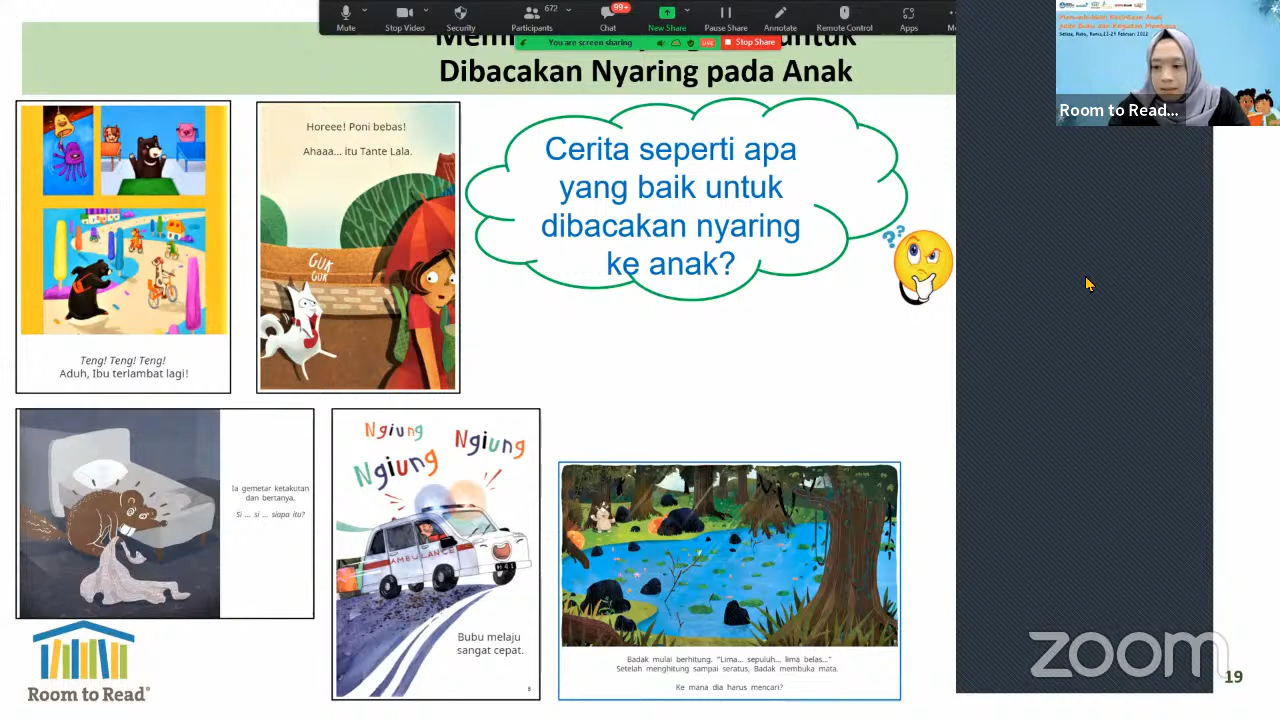 Mute
Stop Video
Security
Participants
672
Chat
99+
New Share
Pause Share
Annotate
Remote Control
Apps
You are screen sharing
LIVE
Stop Share
untuk
Dibacakan Nyaring pada Anak
Room to Read...
Teng! Teng! Teng!
Aduh, Ibu terlambat lagi!
Horeee! Poni bebas!
Ahaaa... itu Tante Lala.
GUK
GUK
Cerita seperti apa
yang baik untuk
dibacakan nyaring
ke anak?
??
Ia gemetar ketakutan
dan bertanya.
Si ... si ... siapa itu?
Ngiung Ngiung
Ngiung
AMBULANCE
Bubu melaju
sangat cepat.
8
Badak mulai berhitung. "Lima... sepuluh... lima belas..."
Setelah menghitung sampai seratus, Badak membuka mata.
Ke mana dia harus mencari?
Room to Read®
zoom
19